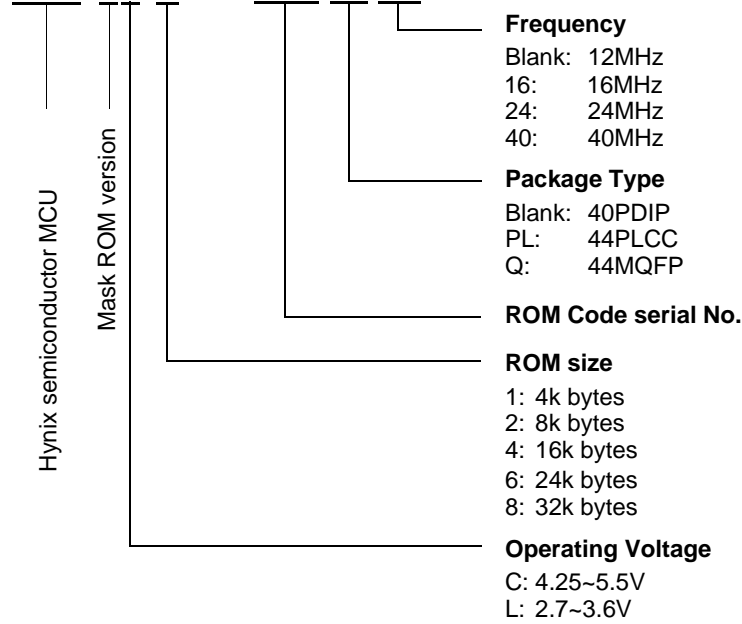 Frequency
Blank: 12MHz
16: 16MHz
24: 24MHz
40: 40MHz
Package Type
Blank: 40PDIP
PL: 44PLCC
Q: 44MQFP
ROM Code serial No.
ROM size
1: 4k bytes
2: 8k bytes
4: 16k bytes
6: 24k bytes
8: 32k bytes
Operating Voltage
C: 4.25~5.5V
L: 2.7~3.6V
Mask ROM version
Hynix semiconductor MCU